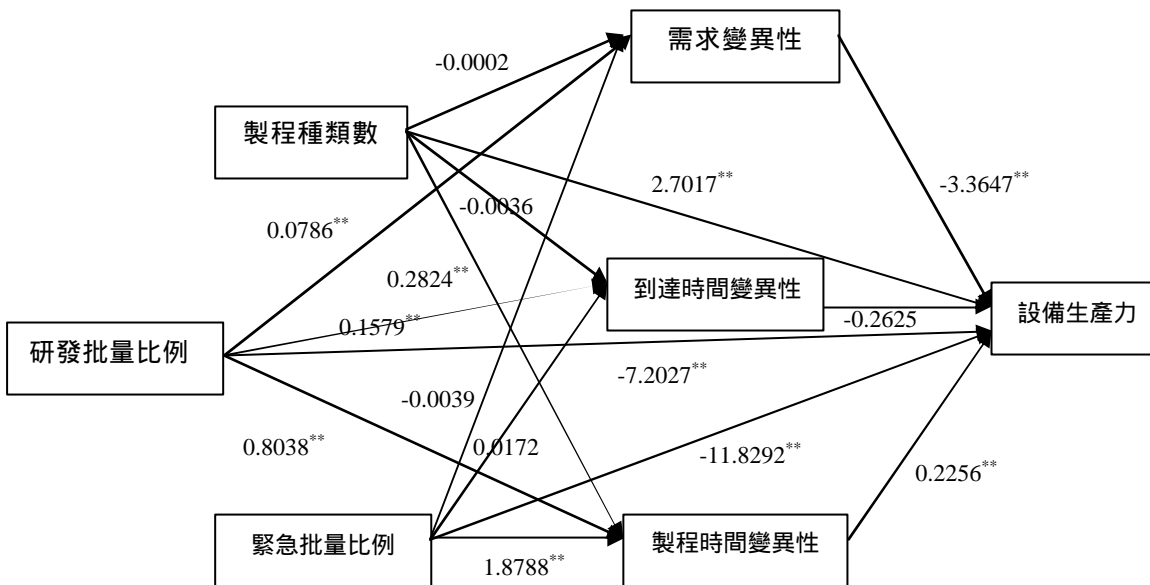 需求變異性
-0.0002
製程種類數
2.7017**
-3.3647**
-0.0036
0.0786**
0.2824**
到達時間變異性
設備生產力
0.1579**
-0.2625
研發批量比例
-7.2027**
-0.0039
0.8038**
0.0172
-11.8292**
0.2256**
緊急批量比例
製程時間變異性
1.8788**